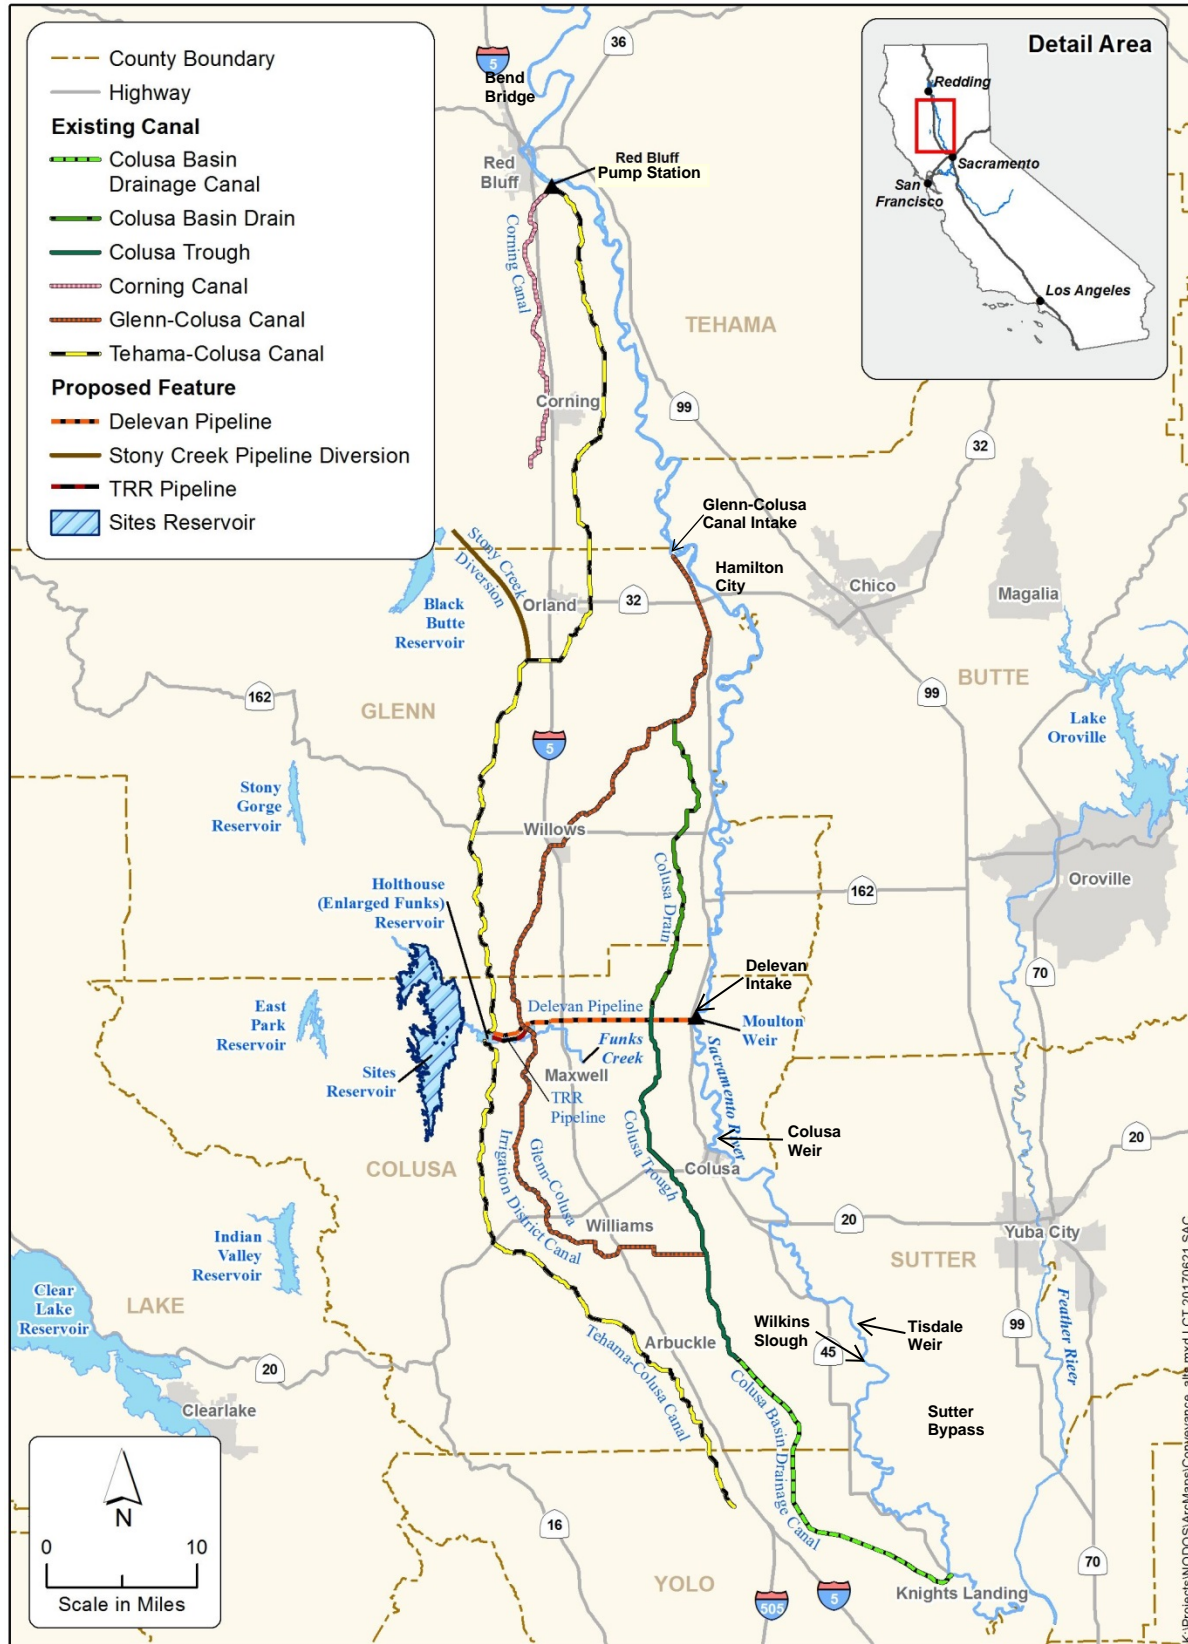 County Boundary
Highway
Existing Canal
Colusa Basin
Drainage Canal
Colusa Basin Drain
Colusa Trough
Corning Canal
Glenn-Colusa Canal
Tehama-Colusa Canal
Proposed Feature
Delevan Pipeline
Stony Creek Pipeline Diversion
TRR Pipeline
Sites Reservoir
36
5
Bend
Bridge
Detail Area
Redding
Sacramento
San
Francisco
Los Angeles
Red
Bluff
Red Bluff
Pump Station
Corning Canal
TEHAMA
Corning
99
32
Glenn-Colusa
Canal Intake
Stony Creek
Diversion
Hamilton
City
Chico
Magalia
Black
Butte
Reservoir
Orland
32
162
GLENN
99
BUTTE
Lake
Oroville
5
Stony
Gorge
Reservoir
Willows
Colusa Drain
Oroville
162
Holthouse
(Enlarged Funks)
Reservoir
70
Delevan
Intake
East
Park
Reservoir
Delevan Pipeline
Moulton
Weir
Funks
Creek
Sacramento River
Sites
Reservoir
Maxwell
TRR
Pipeline
Colusa
Weir
20
Colusa Trough
Colusa
COLUSA
Glenn-Colusa
Irrigation District Canal
Williams
20
Yuba City
SUTTER
Indian
Valley
Reservoir
Clear
Lake
Reservoir
LAKE
Feather River
Wilkins
Slough
Tisdale
Weir
99
45
Arbuckle
Tehama-Colusa Canal
20
Clearlake
Colusa Basin Drainage Canal
Sutter
Bypass
N
0 10
Scale in Miles
16
70
YOLO
Knights Landing
505
5
K:\Projects\NODOS\ArcMaps\Conveyance_alts.mxd LCT 20170621 SAC